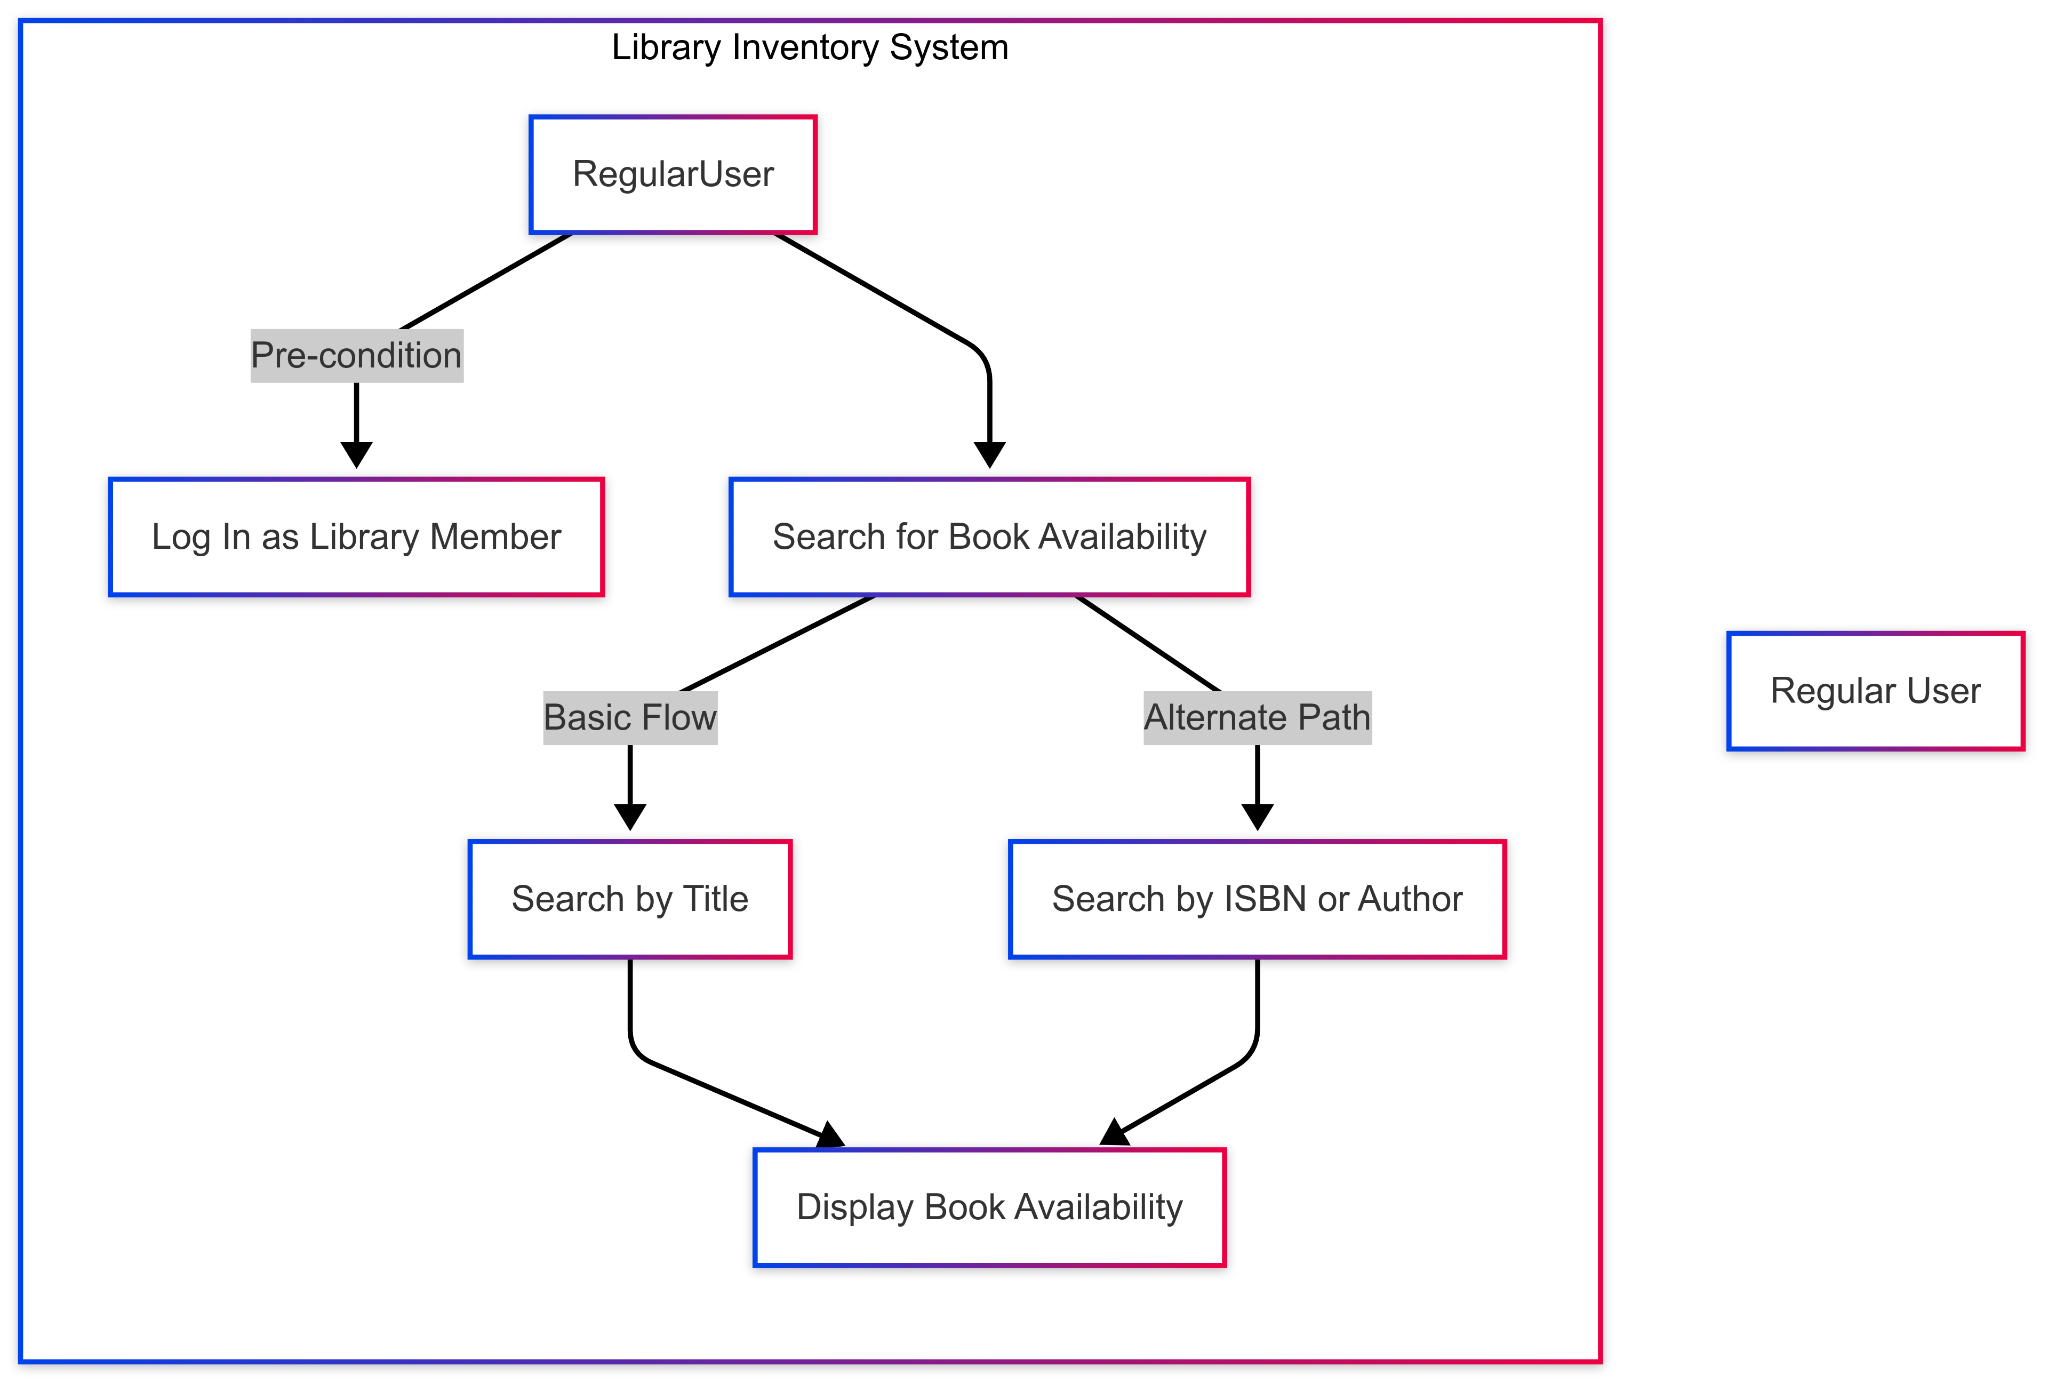 Library Inventory System
RegularUser
Pre-condition
Log In as Library Member
Search for Book Availability
Regular User
Basic Flow
Alternate Path
Search by Title
Search by ISBN or Author
Display Book Availability